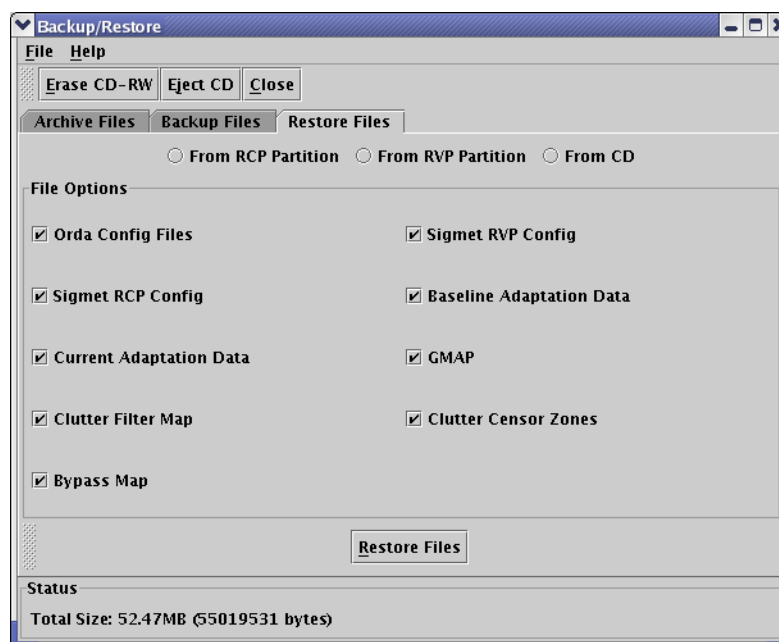 Backup/Restore
File Help
Erase CD-RW Eject CD Close
Archive Files Backup Files Restore Files
From RCP Partition From RVP Partition From CD
File Options
Orda Config Files Sigmet RVP Config
Sigmet RCP Config Baseline Adaptation Data
Current Adaptation Data GMAP
Clutter Filter Map Clutter Censor Zones
Bypass Map
Restore Files
Status
Total Size: 52.47MB (55019531 bytes)